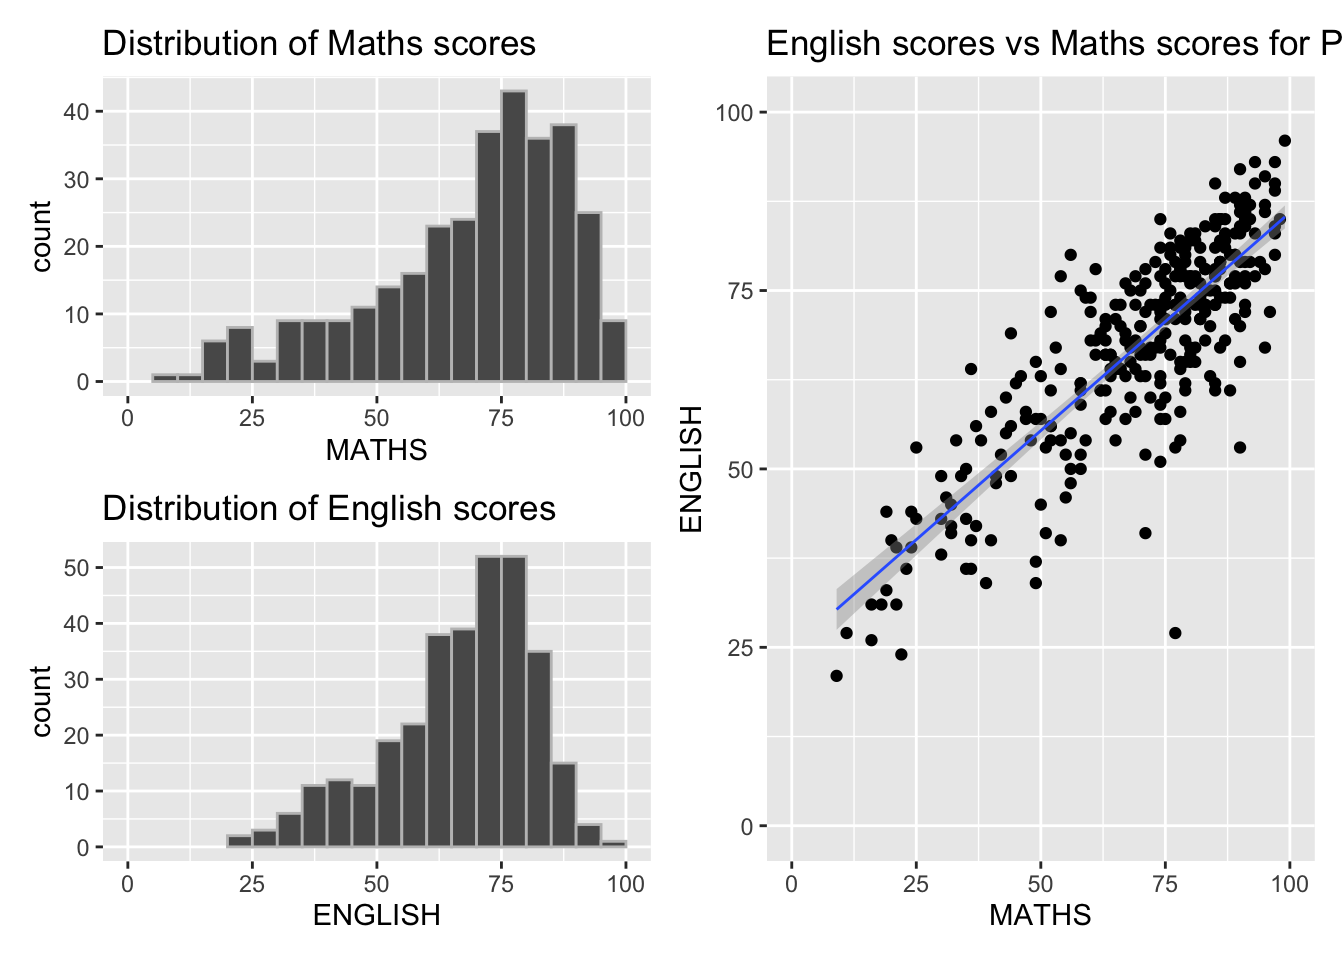 Distribution of Maths scores
40
30
20
10
0
count
0 25 50 75 100
MATHS
Distribution of English scores
50
40
30
20
10
0
count
0 25 50 75 100
ENGLISH
English scores vs Maths scores for P
100
75
50
25
0
ENGLISH
0 25 50 75 100
MATHS